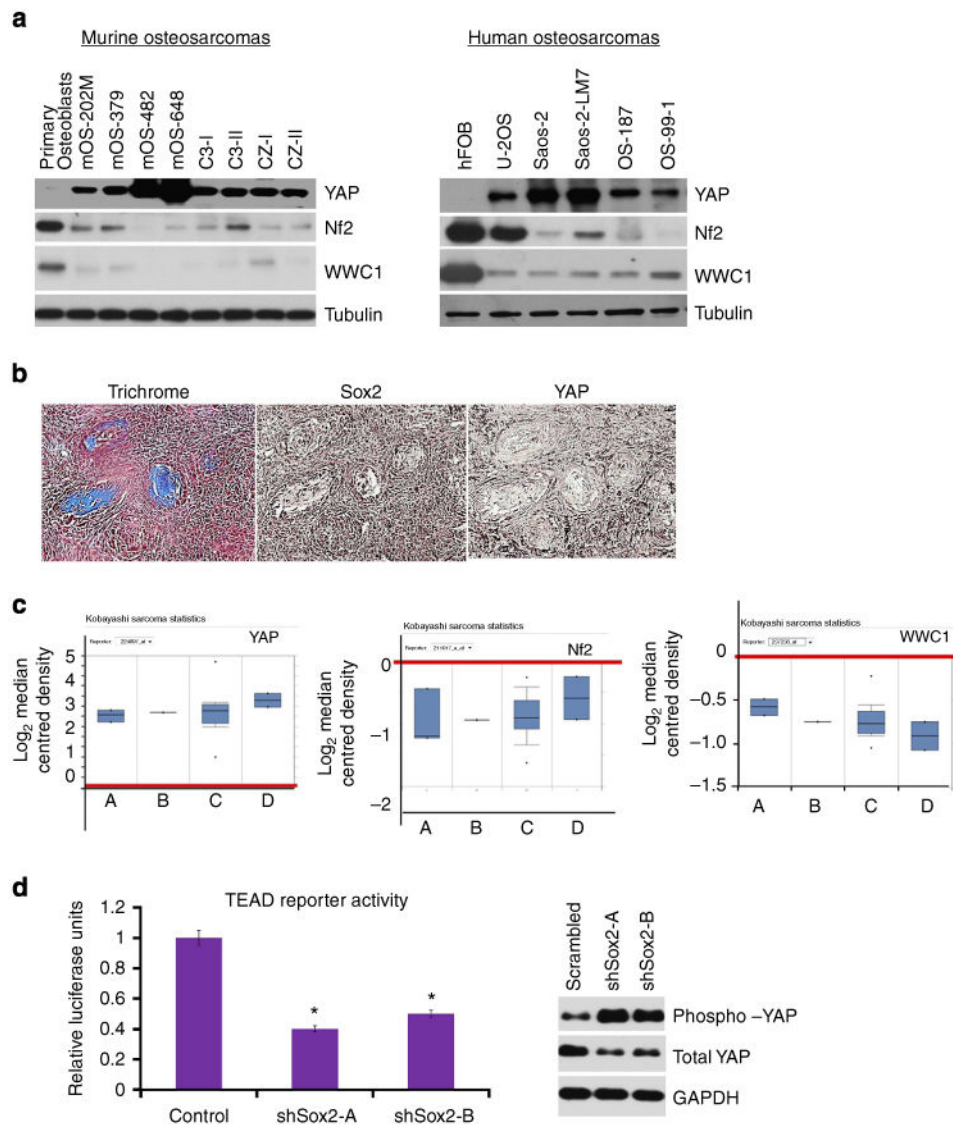 a
Murine osteosarcomas
Primary
Osteoblasts
mOS-202M
mOS-379
mOS-482
mOS-648
C3-I
C3-II
CZ-I
CZ-II
YAP
Nf2
WWC1
Tubulin
Human osteosarcomas
hFOB
U-2OS
Saos-2
Saos-2-LM7
OS-187
OS-99-1
YAP
Nf2
WWC1
Tubulin
b
Trichrome
Sox2
YAP
c
Kobayashi sarcoma statistics
Reporter:
YAP
Log2 median
centred density
5
4
3
2
1
2
0
A B C D
Kobayashi sarcoma statistics
Reporter:
Nf2
Log2 median
centred density
0
−1
−2
A B C D
Kobayashi sarcoma statistics
Reporter:
WWC1
Log2 median
centred density
0
−0.5
−1.0
−1.5
A B C D
d
TEAD reporter activity
Relative luciferase units
1.2
1
0.8
0.6
0.4
0.2
0
* *
Control shSox2-A shSox2-B
Scrambled
shSox2-A
shSox2-B
Phospho –YAP
Total YAP
GAPDH